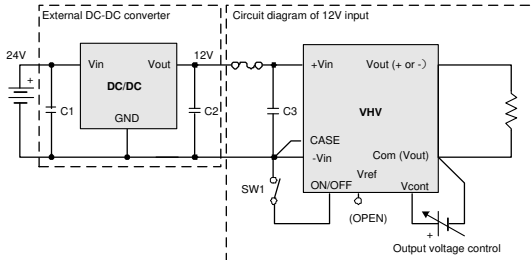 External DC-DC converter
Circuit diagram of 12V input
24V
12V
+
Vin
Vout
DC/DC
GND
C1
C2
C3
+Vin
Vout (+ or -)
VHV
CASE
-Vin
Com (Vout)
Vref
ON/OFF
Vcont
SW1
(OPEN)
+
Output voltage control